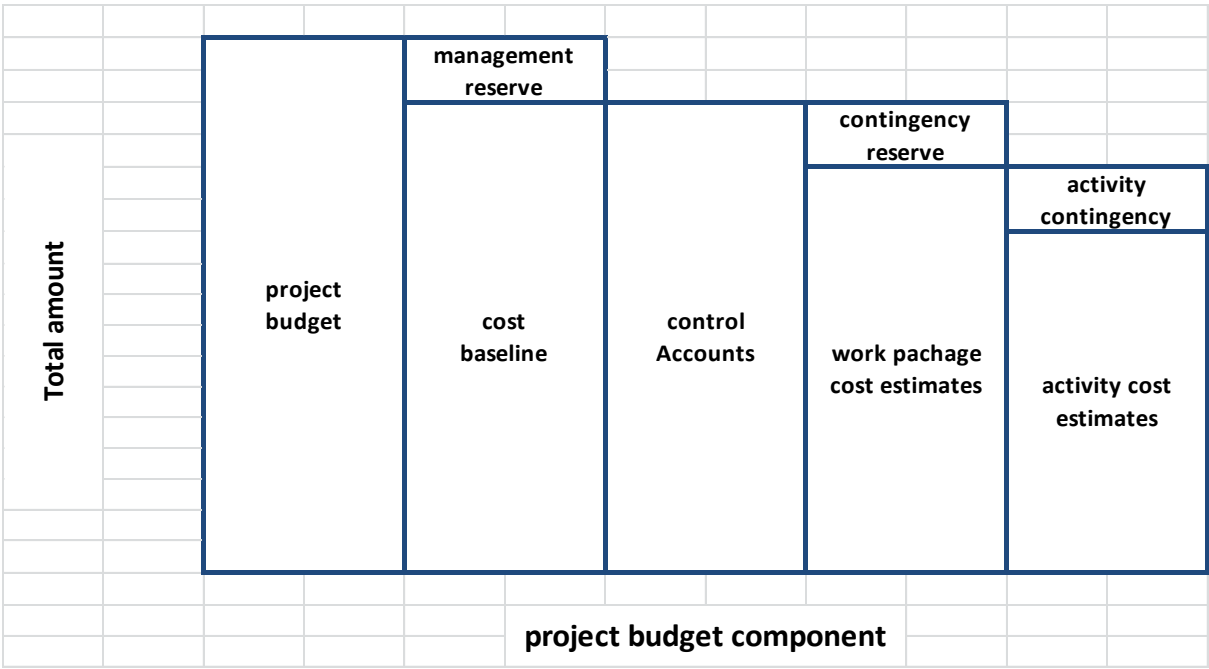 management
reserve
contingency
reserve
activity
contingency
Total amount
project
budget
cost
baseline
control
Accounts
work pachage
cost estimates
activity cost
estimates
project budget component